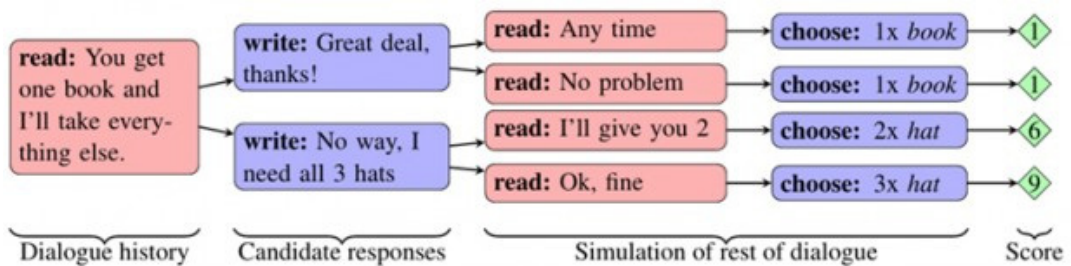 read: You get
one book and
I'll take every-
thing else.
write: Great deal,
thanks!
write: No way, I
need all 3 hats
read: Any time
choose: 1x book
1
read: No problem
choose: 1x book
1
read: I'll give you 2
choose: 2x hat
6
read: Ok, fine
choose: 3x hat
9
Dialogue history
Candidate responses
Simulation of rest of dialogue
Score